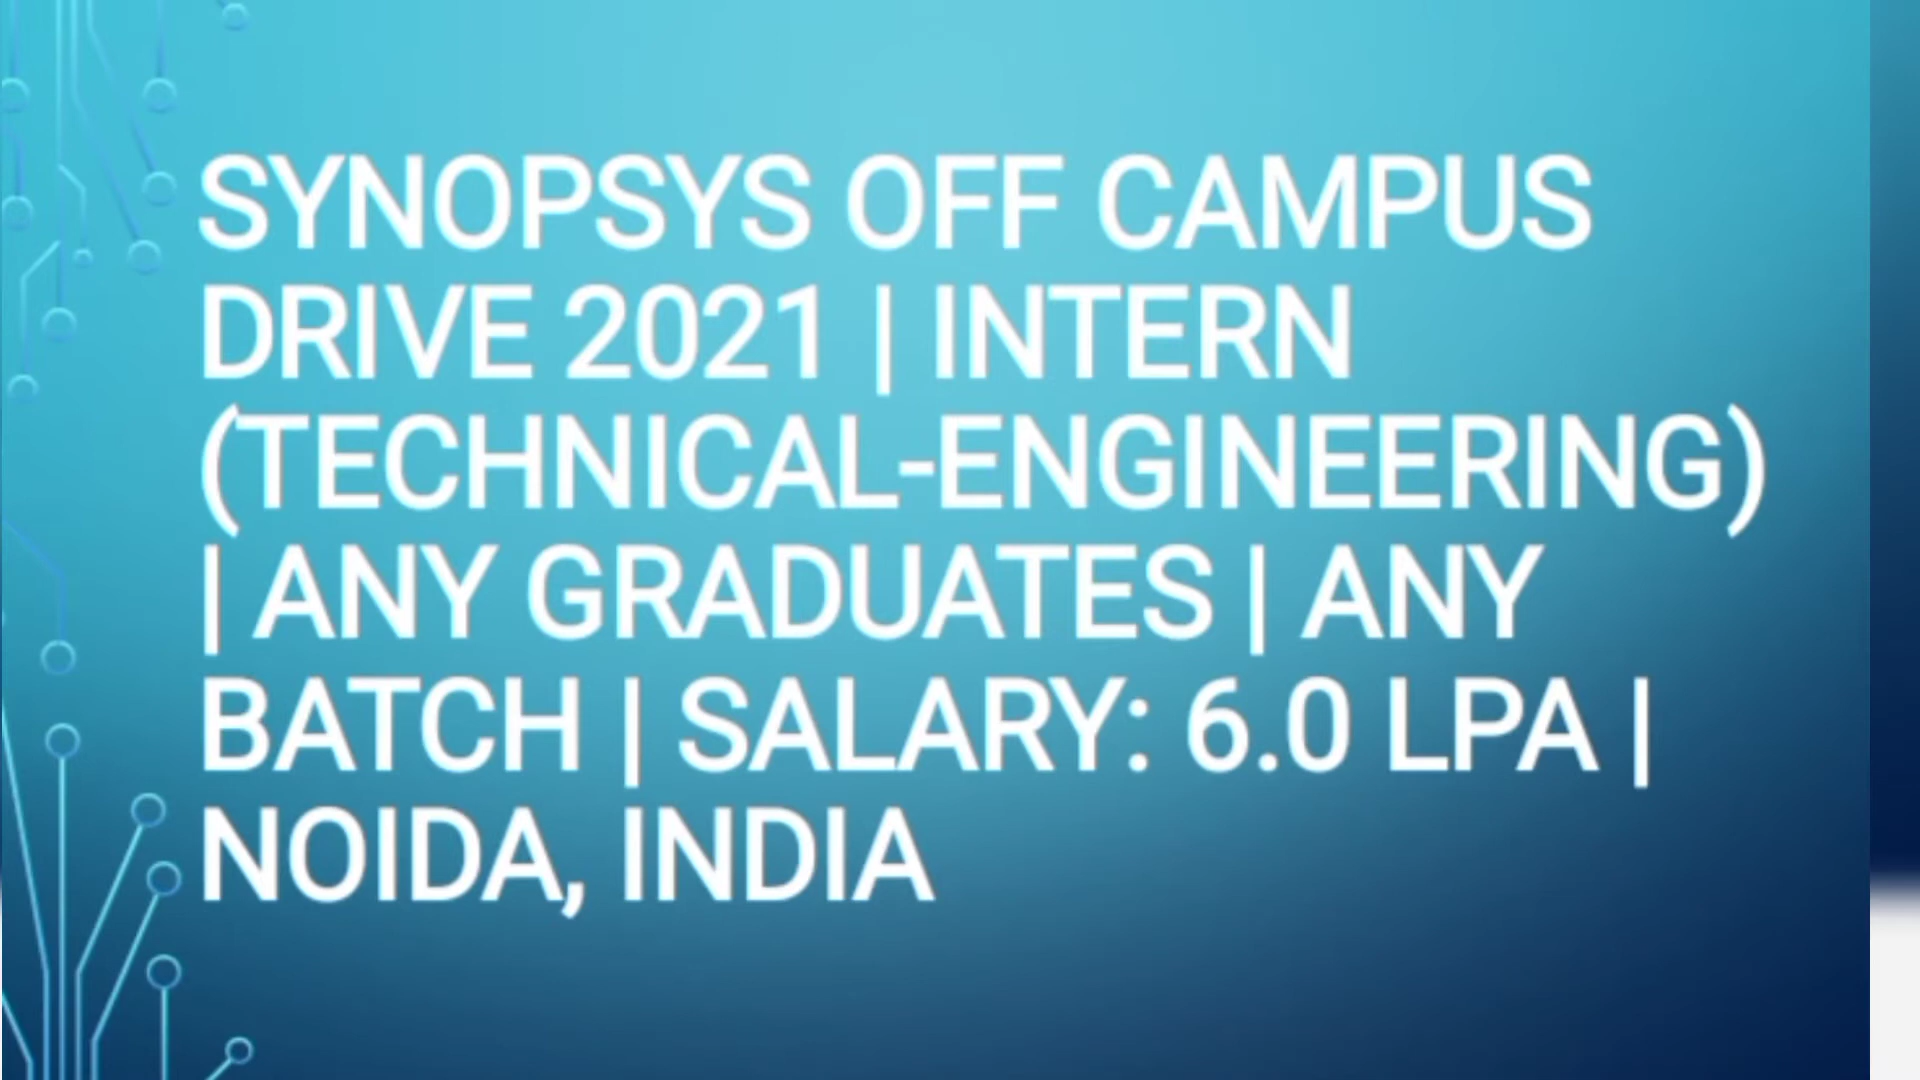 SYNOPSYS OFF CAMPUS
DRIVE 2021 | INTERN
(TECHNICAL-ENGINEERING)
| ANY GRADUATES | ANY
BATCH | SALARY: 6.0 LPA |
NOIDA, INDIA